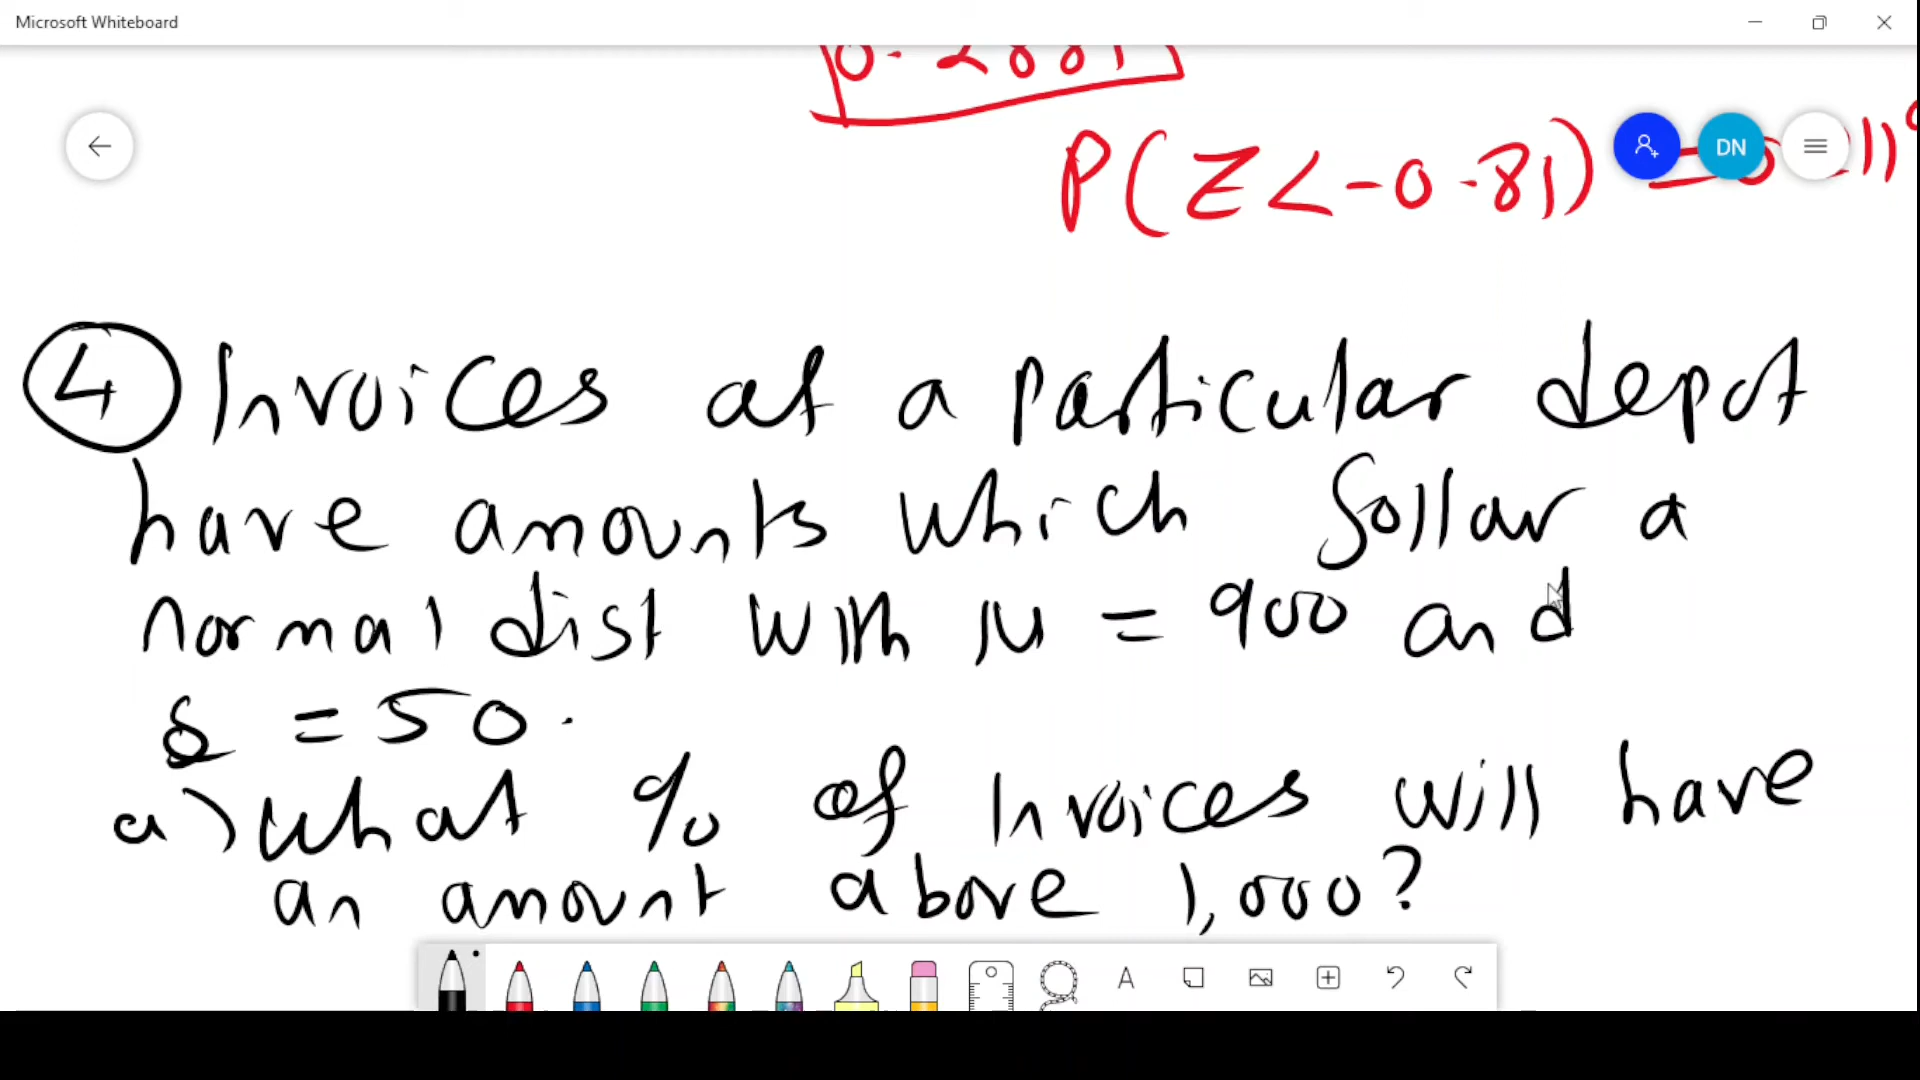 Microsoft Whiteboard
P(Z<-0.81)
DN
④ Invoices at a particular depot
have amounts which follow a
normal dist with μ = 900 and
= 50.
a) what % of invoices will have
an amount above 1,000?
A